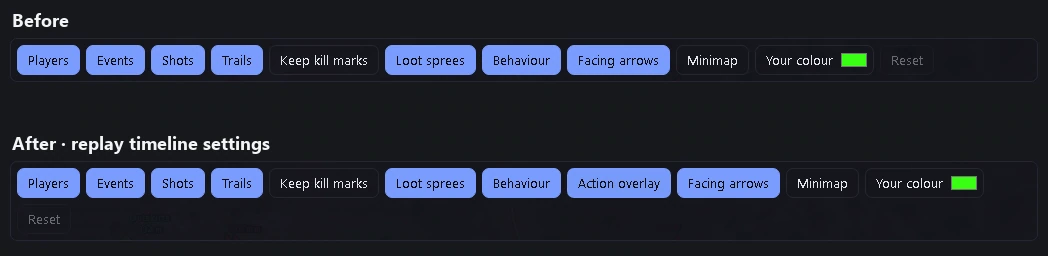 Before
Players Events Shots Trails Keep kill marks Loot sprees Behaviour Facing arrows Minimap Your colour Reset
After · replay timeline settings
Players Events Shots Trails Keep kill marks Loot sprees Behaviour Action overlay Facing arrows Minimap Your colour
Reset